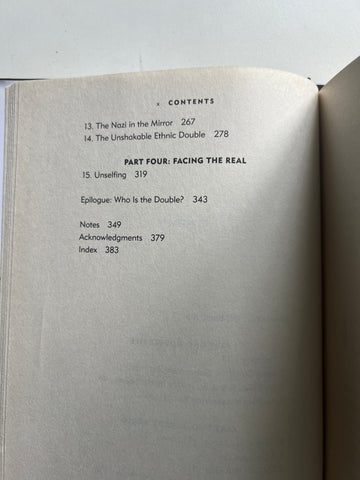 x CONTENTS
13. The Nazi in the Mirror 267
14. The Unshakable Ethnic Double 278
PART FOUR: FACING THE REAL
15. Unselfing 319
Epilogue: Who Is the Double? 343
Notes 349
Acknowledgments 379
Index 383